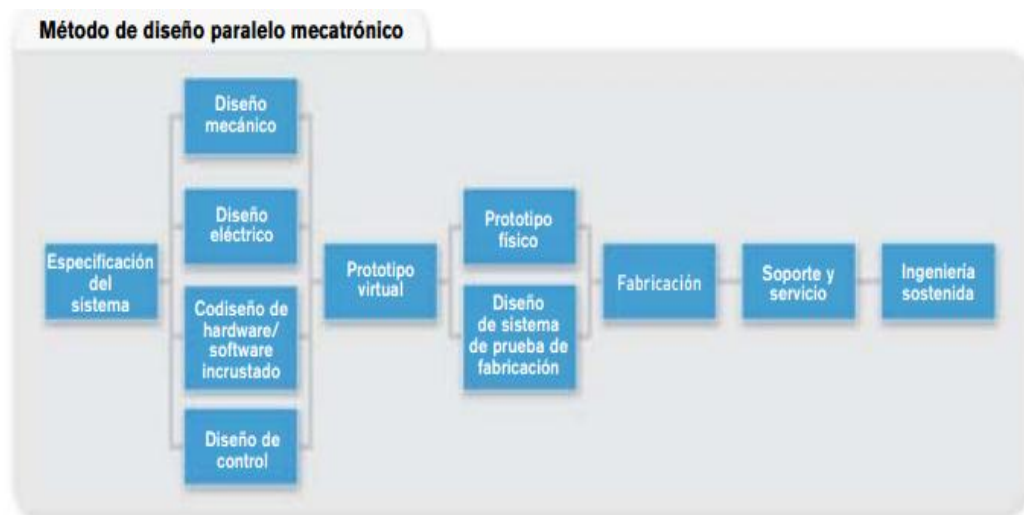 Método de diseño paralelo mecatrónico
Especificación
del
sistema
Diseño
mecánico
Diseño
eléctrico
Codiseño de
hardware/
software
incrustado
Diseño de
control
Prototipo
virtual
Prototipo
físico
Diseño
de sistema
de prueba de
fabricación
Fabricación
Soporte y
servicio
Ingeniería
sostenida